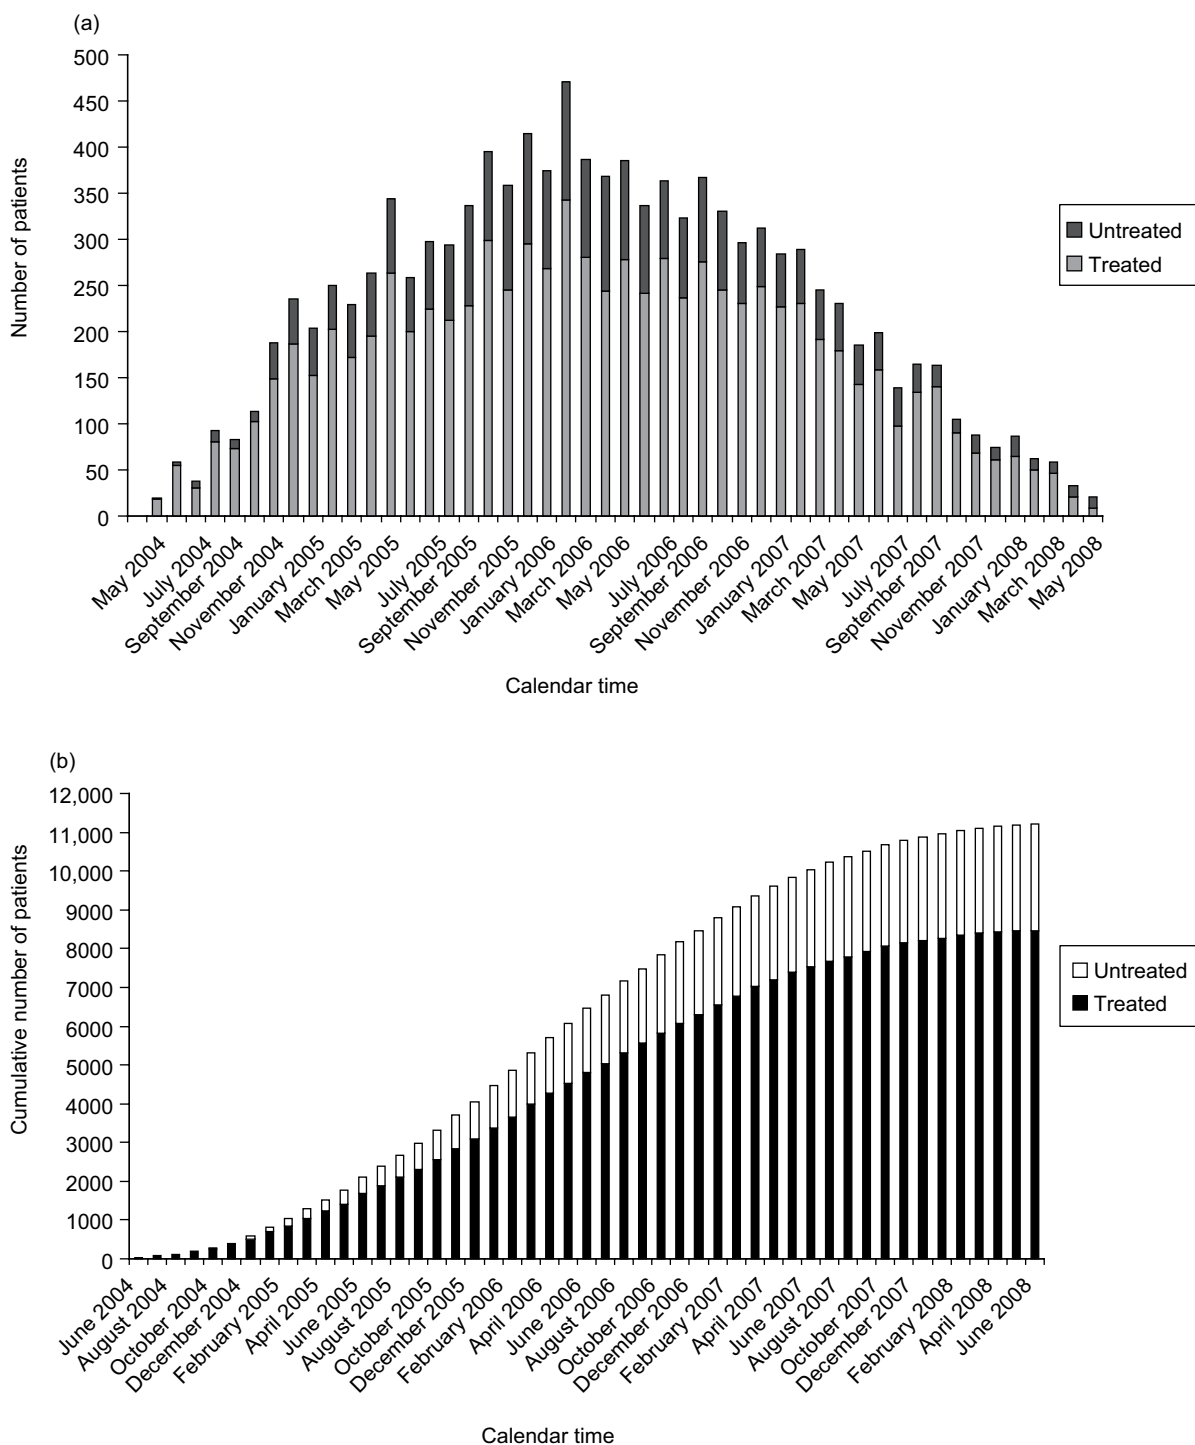 (a)
500
450
400
350
300
250
200
150
100
50
0
Number of patients
Untreated
Treated
May 2004
July 2004
September 2004
November 2004
January 2005
March 2005
May 2005
July 2005
September 2005
November 2005
January 2006
March 2006
May 2006
July 2006
September 2006
November 2006
January 2007
March 2007
May 2007
July 2007
September 2007
November 2007
January 2008
March 2008
May 2008
Calendar time
(b)
12,000
11,000
10,000
9000
8000
7000
6000
5000
4000
3000
2000
1000
0
Cumulative number of patients
Untreated
Treated
June 2004
August 2004
October 2004
December 2004
February 2005
April 2005
June 2005
August 2005
October 2005
December 2005
February 2006
April 2006
June 2006
August 2006
October 2006
December 2006
February 2007
April 2007
June 2007
August 2007
October 2007
December 2007
February 2008
April 2008
June 2008
Calendar time